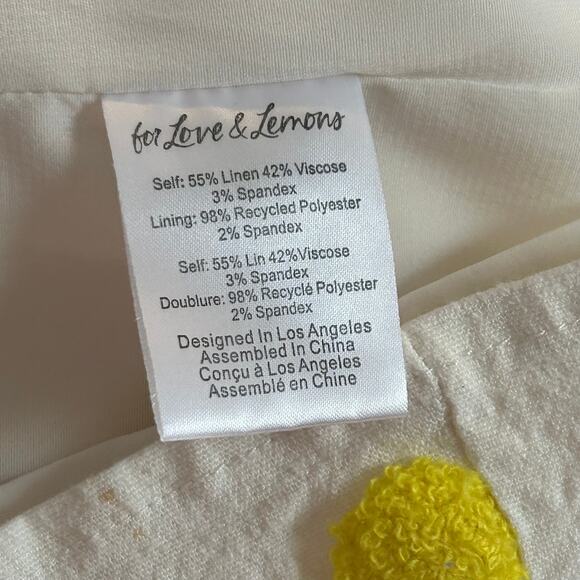 for Love & Lemons
Self: 55% Linen 42% Viscose
3% Spandex
Lining: 98% Recycled Polyester
2% Spandex
Self: 55% Lin 42%Viscose
3% Spandex
Doublure: 98% Recyclé Polyester
2% Spandex
Designed In Los Angeles
Assembled In China
Conçu à Los Angeles
Assemblé en Chine